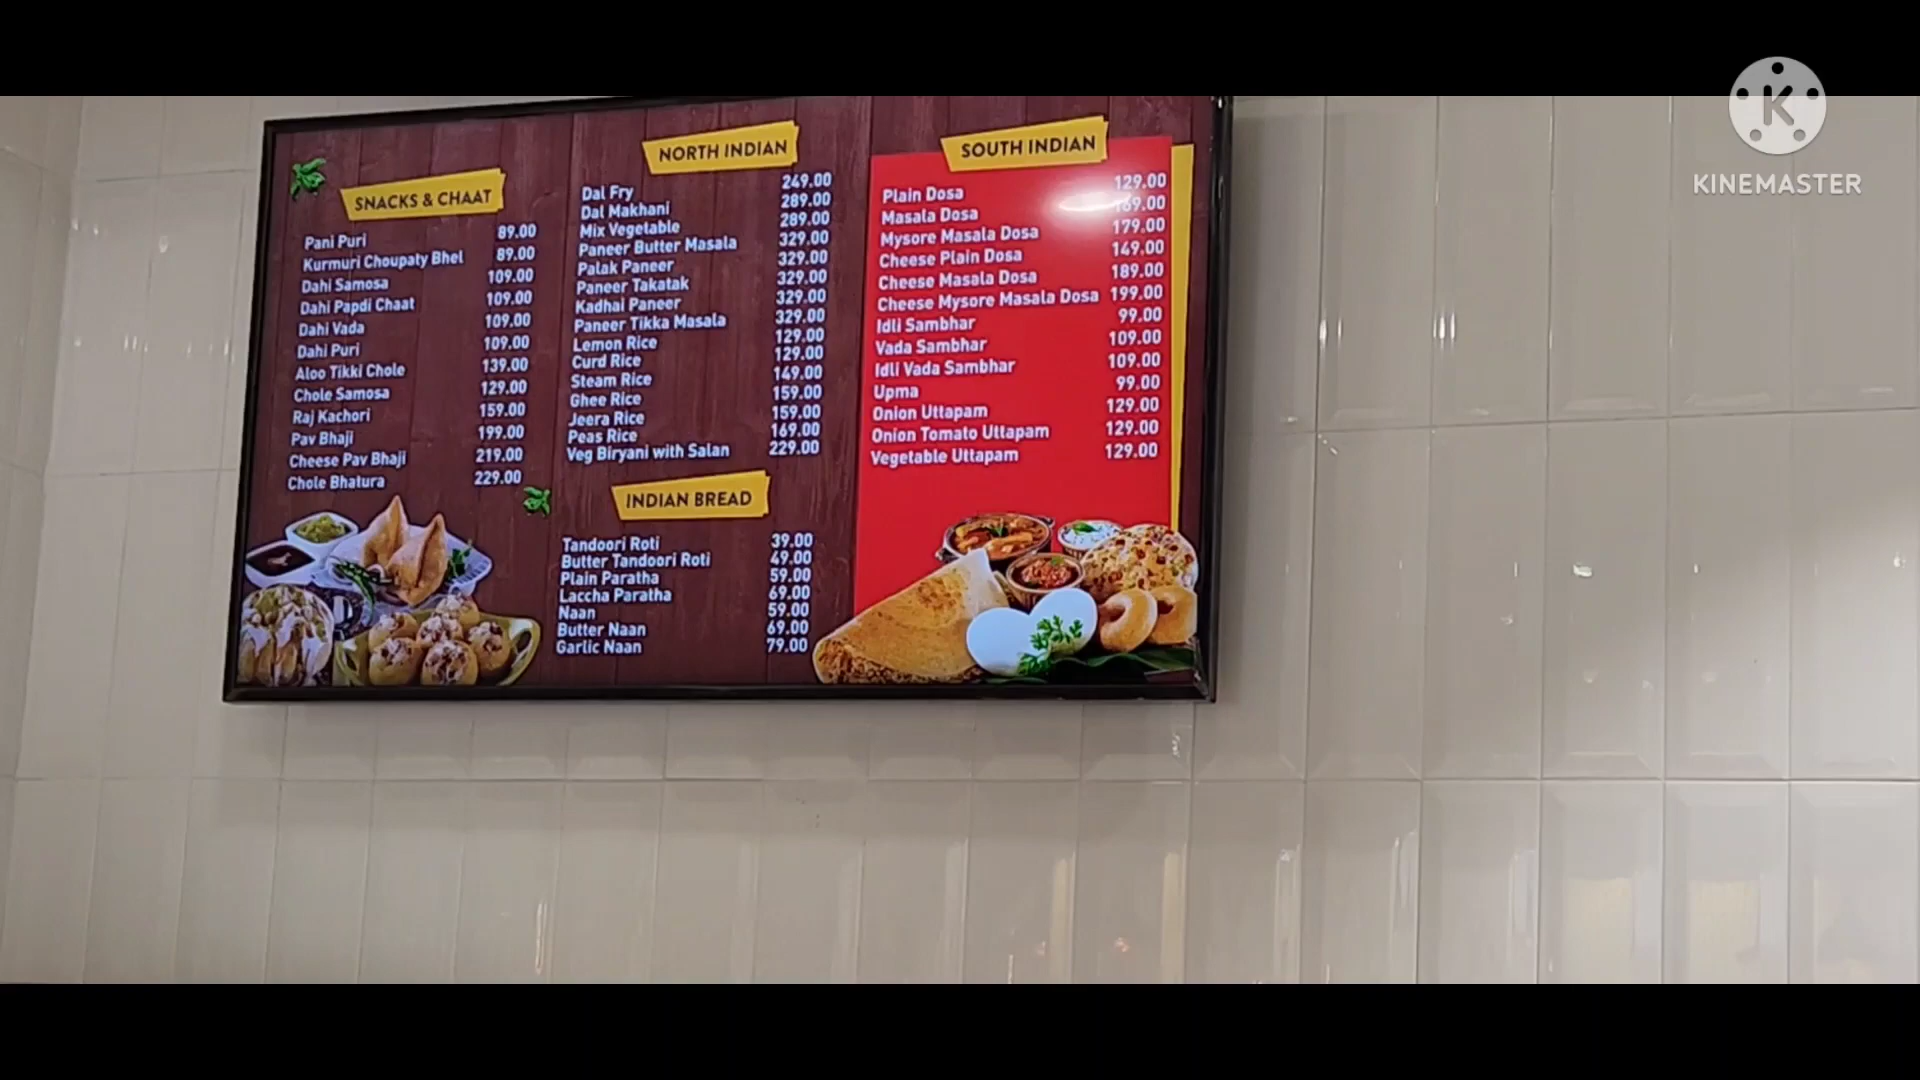 SNACKS & CHAAT
Pani Puri 89.00
Kurmuri Choupaty Bhel 89.00
Dahi Samosa 109.00
Dahi Papdi Chaat 109.00
Dahi Vada 109.00
Dahi Puri 109.00
Aloo Tikki Chole 139.00
Chole Samosa 129.00
Raj Kachori 159.00
Pav Bhaji 199.00
Cheese Pav Bhaji 219.00
Chole Bhatura 229.00
NORTH INDIAN
Dal Fry 249.00
Dal Makhani 289.00
Mix Vegetable 289.00
Paneer Butter Masala 329.00
Palak Paneer 329.00
Paneer Takatak 329.00
Kadhai Paneer 329.00
Paneer Tikka Masala 329.00
Lemon Rice 129.00
Curd Rice 129.00
Steam Rice 149.00
Ghee Rice 159.00
Jeera Rice 159.00
Peas Rice 169.00
Veg Biryani with Salan 229.00
INDIAN BREAD
Tandoori Roti 39.00
Butter Tandoori Roti 49.00
Plain Paratha 59.00
Laccha Paratha 69.00
Naan 59.00
Butter Naan 69.00
Garlic Naan 79.00
SOUTH INDIAN
Plain Dosa 129.00
Masala Dosa 169.00
Mysore Masala Dosa 179.00
Cheese Plain Dosa 149.00
Cheese Masala Dosa 189.00
Cheese Mysore Masala Dosa 199.00
Idli Sambhar 99.00
Vada Sambhar 109.00
Idli Vada Sambhar 109.00
Upma 99.00
Onion Uttapam 129.00
Onion Tomato Uttapam 129.00
Vegetable Uttapam 129.00
K
KINEMASTER